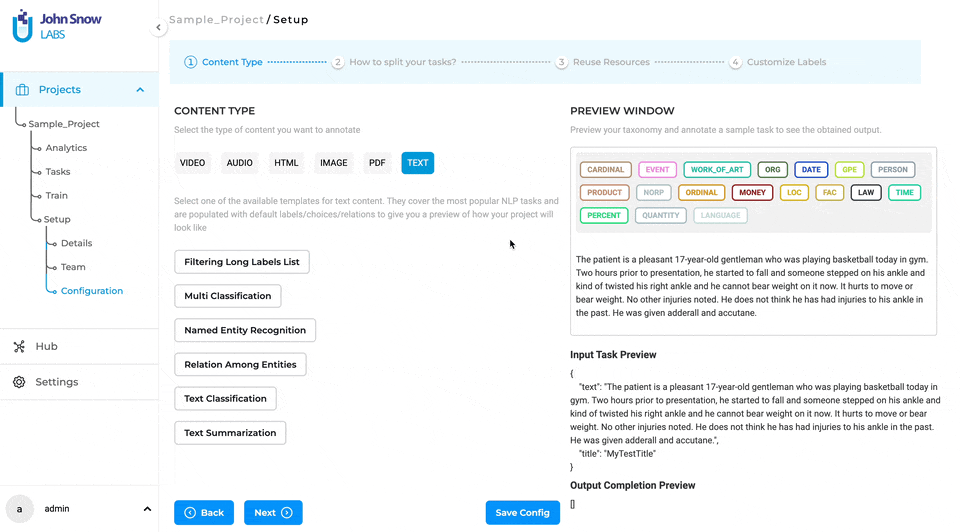 John Snow
LABS
Projects
Sample_Project
Analytics
Tasks
Train
Setup
Details
Team
Configuration
Hub
Settings
a
admin
Sample_Project/Setup
1 Content Type
2 How to split your tasks?
3 Reuse Resources
4 Customize Labels
CONTENT TYPE
Select the type of content you want to annotate
VIDEO AUDIO HTML IMAGE PDF TEXT
Select one of the available templates for text content. They cover the most popular NLP tasks and
are populated with default labels/choices/relations to give you a preview of how your project will
look like
Filtering Long Labels List
Multi Classification
Named Entity Recognition
Relation Among Entities
Text Classification
Text Summarization
Back
Next
Save Config
PREVIEW WINDOW
Preview your taxonomy and annotate a sample task to see the obtained output.
CARDINAL EVENT WORK_OF_ART ORG DATE GPE PERSON
PRODUCT NORP ORDINAL MONEY LOC FAC LAW TIME
PERCENT QUANTITY LANGUAGE
The patient is a pleasant 17-year-old gentleman who was playing basketball today in gym.
Two hours prior to presentation, he started to fall and someone stepped on his ankle and
kind of twisted his right ankle and he cannot bear weight on it now. It hurts to move or
bear weight. No other injuries noted. He does not think he has had injuries to his ankle in
the past. He was given adderall and accutane.
Input Task Preview
{
"text": "The patient is a pleasant 17-year-old gentleman who was playing basketball today in
gym. Two hours prior to presentation, he started to fall and someone stepped on his ankle and
kind of twisted his right ankle and he cannot bear weight on it now. It hurts to move or bear
weight. No other injuries noted. He does not think he has had injuries to his ankle in the past.
He was given adderall and accutane.",
"title": "MyTestTitle"
}
Output Completion Preview
[]